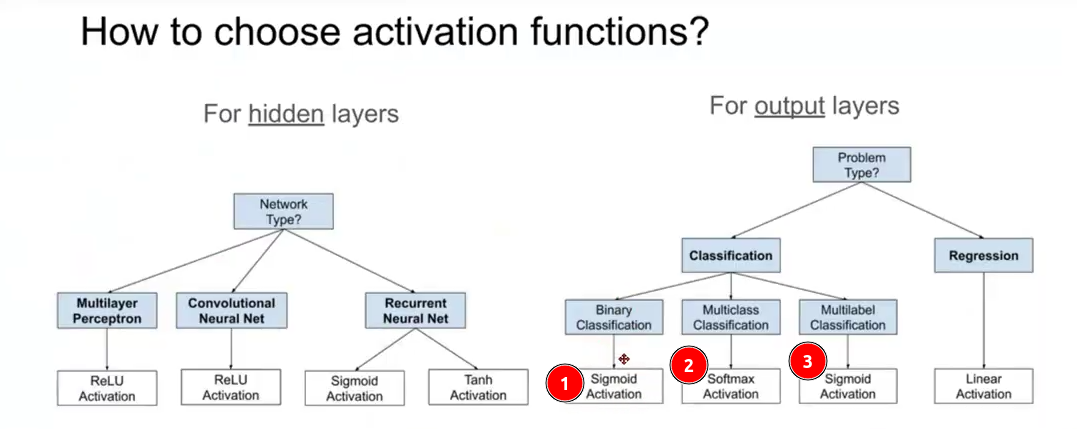 How to choose activation functions?
For hidden layers
Network
Type?
Multilayer
Perceptron
Convolutional
Neural Net
Recurrent
Neural Net
ReLU
Activation
ReLU
Activation
Sigmoid
Activation
Tanh
Activation
For output layers
Problem
Type?
Classification
Regression
Binary
Classification
Multiclass
Classification
Multilabel
Classification
1
Sigmoid
Activation
2
Softmax
Activation
3
Sigmoid
Activation
Linear
Activation